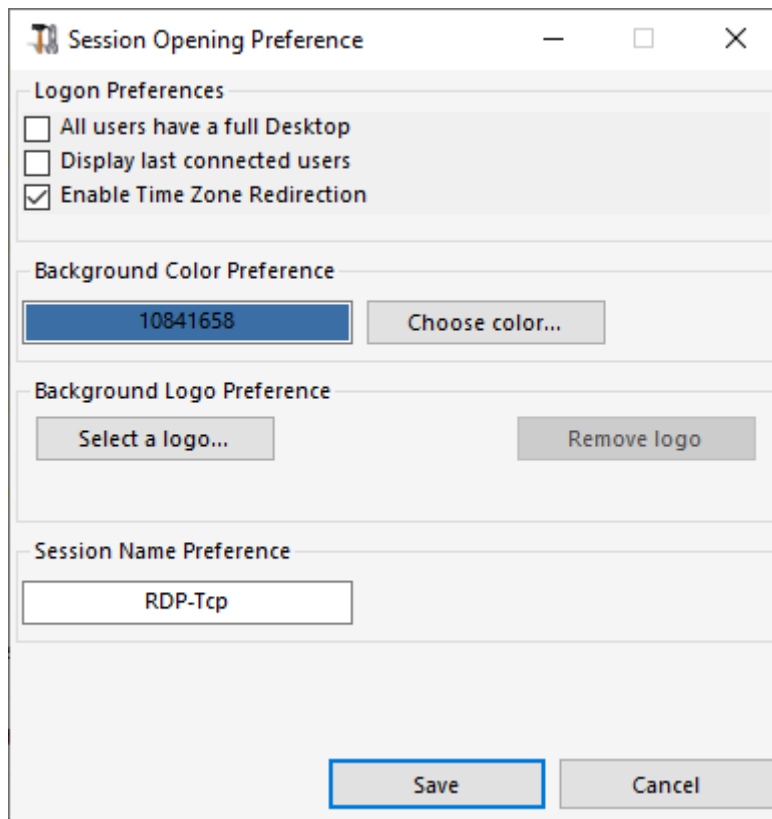 Session Opening Preference
Logon Preferences
All users have a full Desktop
Display last connected users
Enable Time Zone Redirection
Background Color Preference
10841658 Choose color...
Background Logo Preference
Select a logo... Remove logo
Session Name Preference
RDP-Tcp
Save Cancel